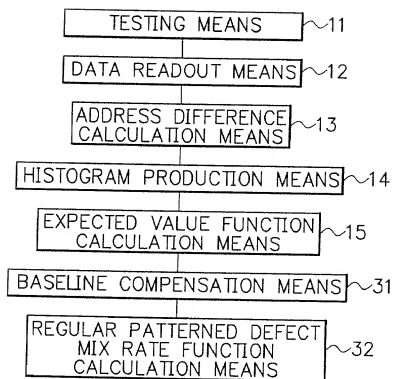 TESTING MEANS 11
DATA READOUT MEANS 12
ADDRESS DIFFERENCE
CALCULATION MEANS 13
HISTOGRAM PRODUCTION MEANS 14
EXPECTED VALUE FUNCTION
CALCULATION MEANS 15
BASELINE COMPENSATION MEANS 31
REGULAR PATTERNED DEFECT
MIX RATE FUNCTION 32
CALCULATION MEANS